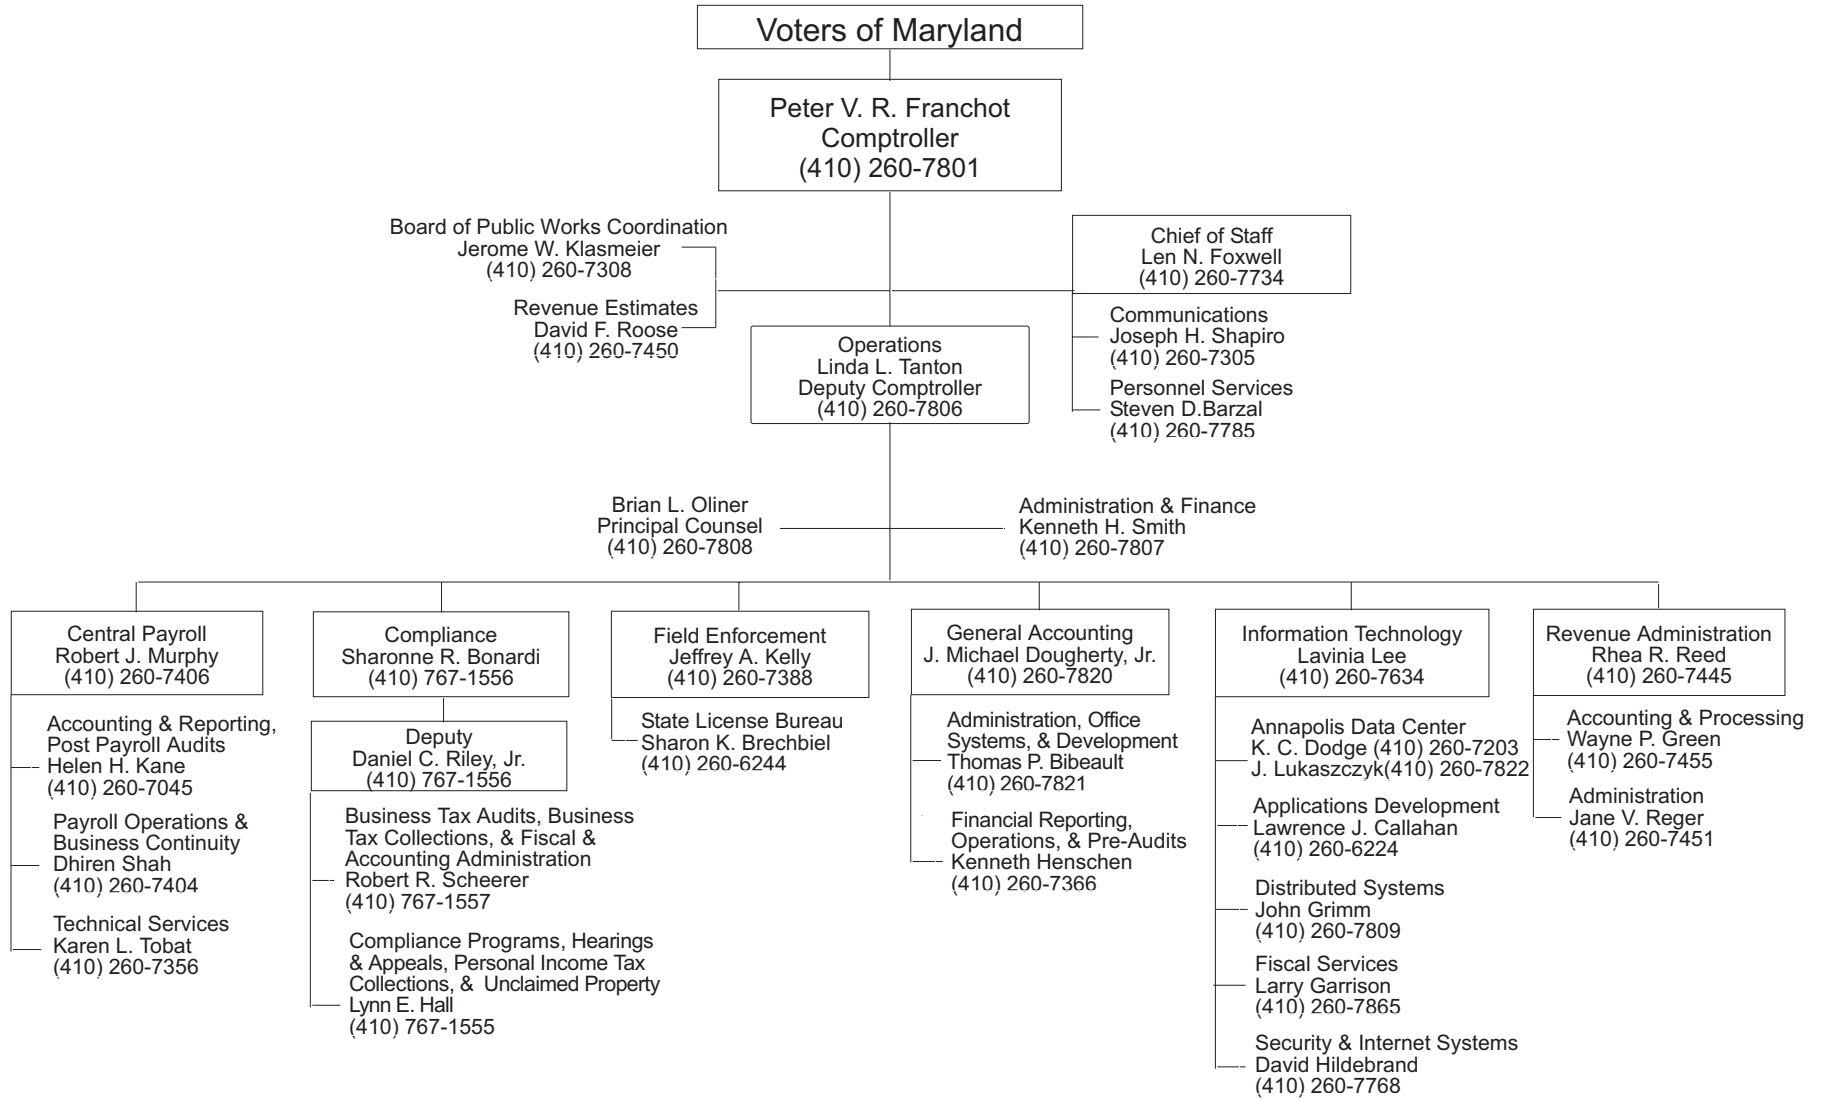 Voters of Maryland
Peter V. R. Franchot
Comptroller
(410) 260-7801
Board of Public Works Coordination
Jerome W. Klasmeier
(410) 260-7308
Revenue Estimates
David F. Roose
(410) 260-7450
Chief of Staff
Len N. Foxwell
(410) 260-7734
Communications
Joseph H. Shapiro
(410) 260-7305
Personnel Services
Steven D.Barzal
(410) 260-7785
Operations
Linda L. Tanton
Deputy Comptroller
(410) 260-7806
Brian L. Oliner
Principal Counsel
(410) 260-7808
Administration & Finance
Kenneth H. Smith
(410) 260-7807
Central Payroll
Robert J. Murphy
(410) 260-7406
Accounting & Reporting,
Post Payroll Audits
Helen H. Kane
(410) 260-7045
Payroll Operations &
Business Continuity
Dhiren Shah
(410) 260-7404
Technical Services
Karen L. Tobat
(410) 260-7356
Compliance
Sharonne R. Bonardi
(410) 767-1556
Deputy
Daniel C. Riley, Jr.
(410) 767-1556
Business Tax Audits, Business
Tax Collections, & Fiscal &
Accounting Administration
Robert R. Scheerer
(410) 767-1557
Compliance Programs, Hearings
& Appeals, Personal Income Tax
Collections, & Unclaimed Property
Lynn E. Hall
(410) 767-1555
Field Enforcement
Jeffrey A. Kelly
(410) 260-7388
State License Bureau
Sharon K. Brechbiel
(410) 260-6244
General Accounting
J. Michael Dougherty, Jr.
(410) 260-7820
Administration, Office
Systems, & Development
Thomas P. Bibeault
(410) 260-7821
Financial Reporting,
Operations, & Pre-Audits
Kenneth Henschen
(410) 260-7366
Information Technology
Lavinia Lee
(410) 260-7634
Annapolis Data Center
K. C. Dodge (410) 260-7203
J. Lukaszczyk(410) 260-7822
Applications Development
Lawrence J. Callahan
(410) 260-6224
Distributed Systems
John Grimm
(410) 260-7809
Fiscal Services
Larry Garrison
(410) 260-7865
Security & Internet Systems
David Hildebrand
(410) 260-7768
Revenue Administration
Rhea R. Reed
(410) 260-7445
Accounting & Processing
Wayne P. Green
(410) 260-7455
Administration
Jane V. Reger
(410) 260-7451